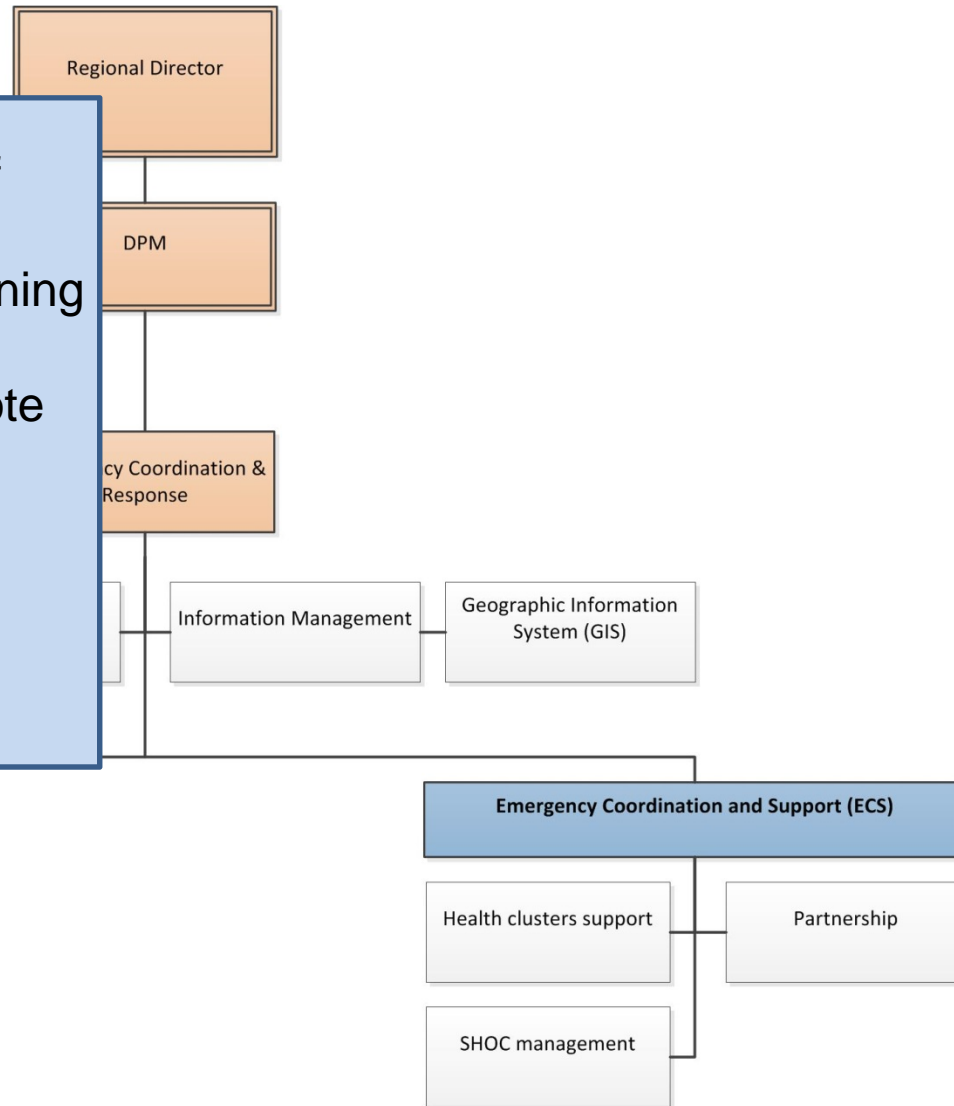 Regional Director
DPM
Coordination &
Response
Information Management
Geographic Information
System (GIS)
Emergency Coordination and Support (ECS)
Health clusters support
Partnership
SHOC management